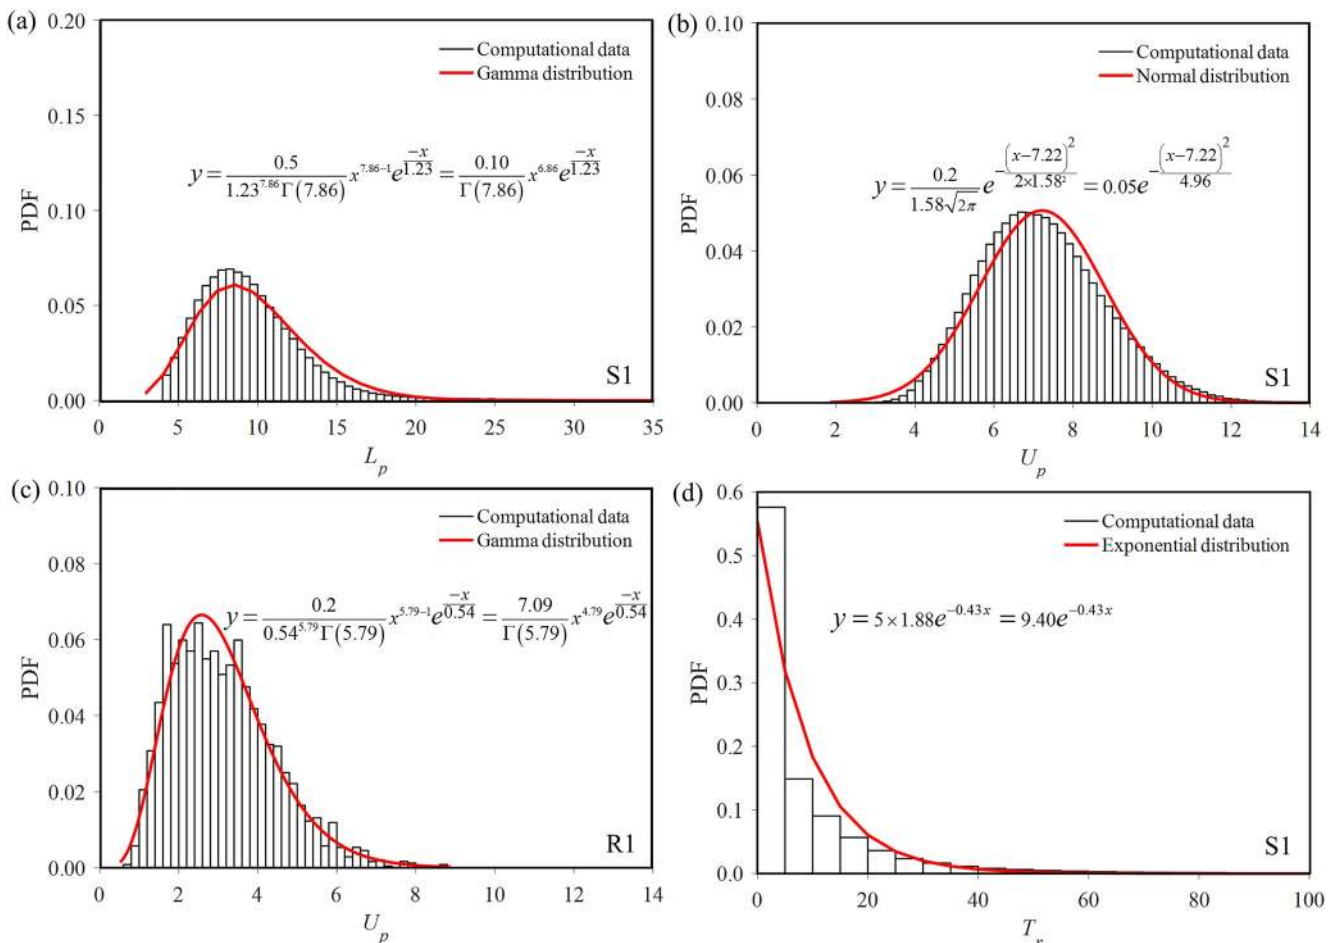 (a)
0.20
0.15
0.10
0.05
0.00
PDF
Computational data
Gamma distribution
y = 0.5 / (1.23^7.86 Γ(7.86)) x^(7.86−1) e^(−x/1.23) = 0.10 / Γ(7.86) x^6.86 e^(−x/1.23)
S1
0 5 10 15 20 25 30 35
L_p
(b)
0.10
0.08
0.06
0.04
0.02
0.00
PDF
Computational data
Normal distribution
y = 0.2 / (1.58√2π) e^(−(x−7.22)^2 / 2×1.58²) = 0.05e^(−(x−7.22)^2 / 4.96)
S1
0 2 4 6 8 10 12 14
U_p
(c)
0.10
0.08
0.06
0.04
0.02
0.00
PDF
Computational data
Gamma distribution
y = 0.2 / (0.54^5.79 Γ(5.79)) x^(5.79−1) e^(−x/0.54) = 7.09 / Γ(5.79) x^4.79 e^(−x/0.54)
R1
0 2 4 6 8 10 12 14
U_p
(d)
0.6
0.5
0.4
0.3
0.2
0.1
0.0
PDF
Computational data
Exponential distribution
y = 5×1.88e^(−0.43x) = 9.40e^(−0.43x)
S1
0 20 40 60 80 100